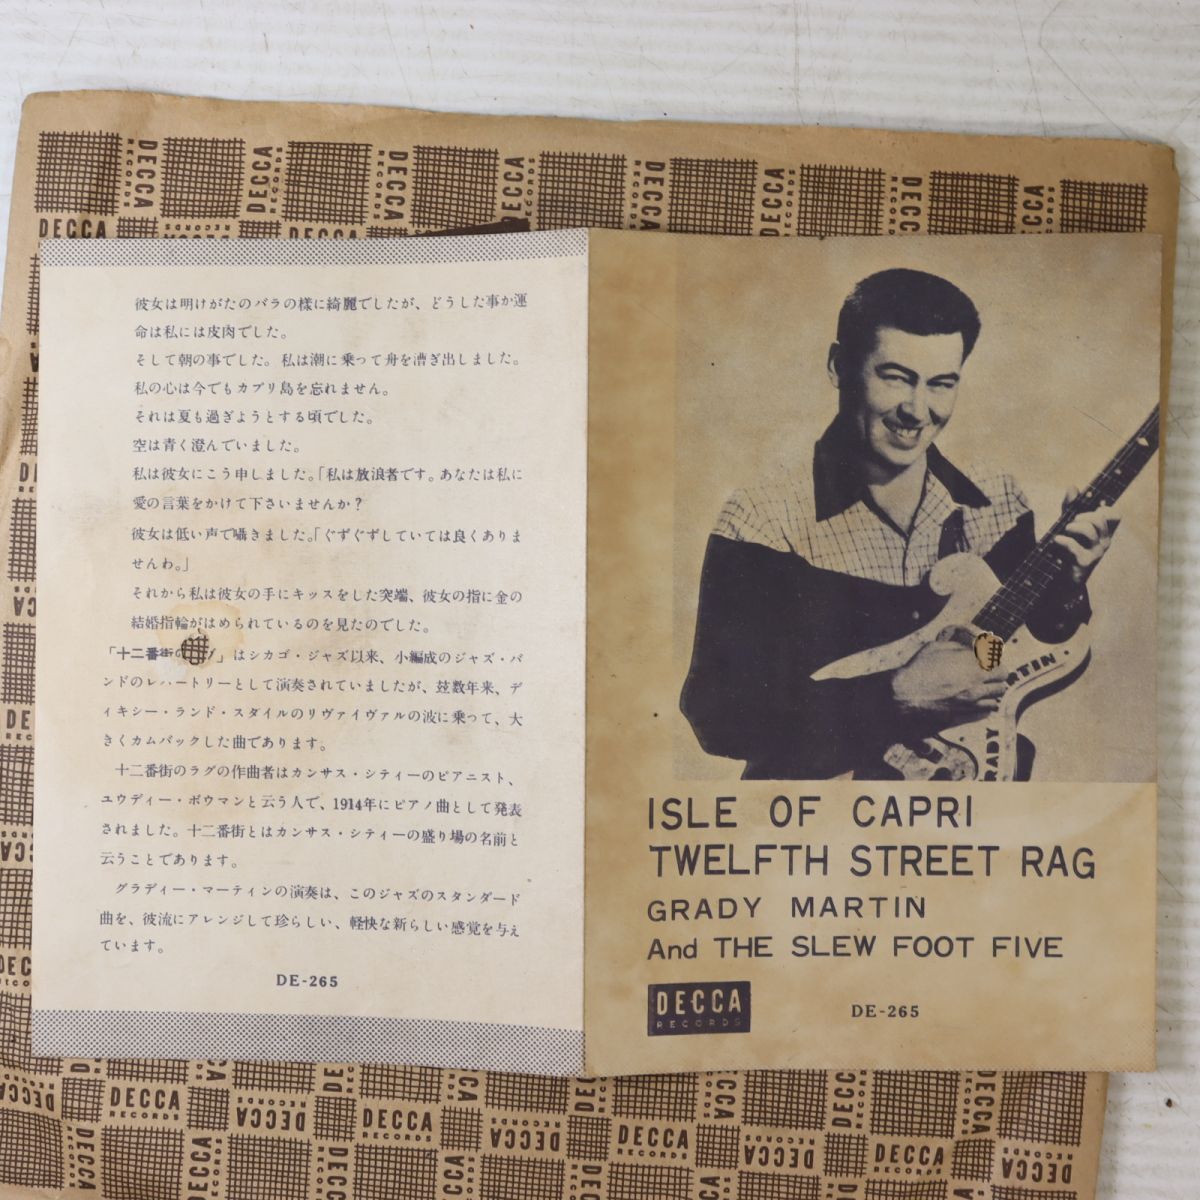 彼女は明けがたのバラの様に綺麗でしたが、どうした事か運
命は私には皮肉でした。
そして朝の事でした。私は潮に乗って舟を漕ぎ出しました。
私の心は今でもカプリ島を忘れません。
それは夏も過ぎようとする頃でした。
空は青く澄んでいました。
私は彼女にこう申しました。「私は放浪者です。あなたは私に
愛の言葉をかけて下さいませんか?
彼女は低い声で囁きました。「ぐずぐずしていては良くありま
せんわ。」
それから私は彼女の手にキッスをした突端、彼女の指に金の
結婚指輪がはめられているのを見たのでした。
「十二番街の」はシカゴ・ジャズ以来、小編成のジャズ・バ
ンドのレパートリーとして演奏されていましたが、玆数年来、デ
ィキシー・ランド・スタイルのリヴァイヴァルの波に乗って、大
きくカムバックした曲であります。
十二番街のラグの作曲者はカンサス・シティーのピアニスト、
ユウディー・ボウマンと云う人で、1914年にピアノ曲として発表
されました。十二番街とはカンサス・シティーの盛り場の名前と
云うことであります。
グラディー・マーティンの演奏は、このジャズのスタンダード
曲を、彼流にアレンジして珍らしい、軽快な新らしい感覚を与え
ています。
DE-265
ISLE OF CAPRI
TWELFTH STREET RAG
GRADY MARTIN
And THE SLEW FOOT FIVE
DECCA
RECORDS
DE-265
DECCA
RECORDS
DECCA
RECORDS
DECCA
RECORDS
DECCA
RECORDS